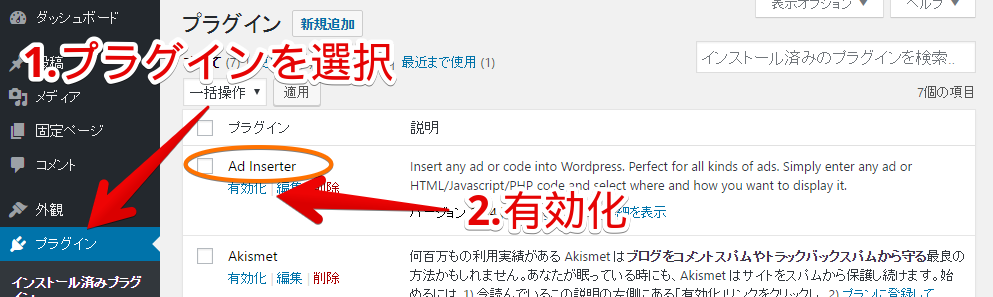 ダッシュボード
プラグイン 新規追加
表示オプション ▼ ヘルプ ▼
1.プラグインを選択
(7)
最近まで使用 (1)
インストール済みのプラグインを検索...
メディア
一括操作 ▼ 適用
7個の項目
固定ページ
プラグイン 説明
コメント
Ad Inserter
Insert any ad or code into Wordpress. Perfect for all kinds of ads. Simply enter any ad or
有効化 | 編集 | 削除
HTML/Javascript/PHP code and select where and how you want to display it.
外観
2.有効化
バージョン
を表示
プラグイン
Akismet
何百万もの利用実績がある Akismet はブログをコメントスパムやトラックバックスパムから守る最良の
有効化 | 編集 | 削除
方法かもしれません。あなたが眠っている時にも、Akismet はサイトをスパムから保護し続けます。始
インストール済みプラグ
めるには、1) 今読んでいるこの説明の左側にある「有効化」リンクをクリックし、2) プランに登録して